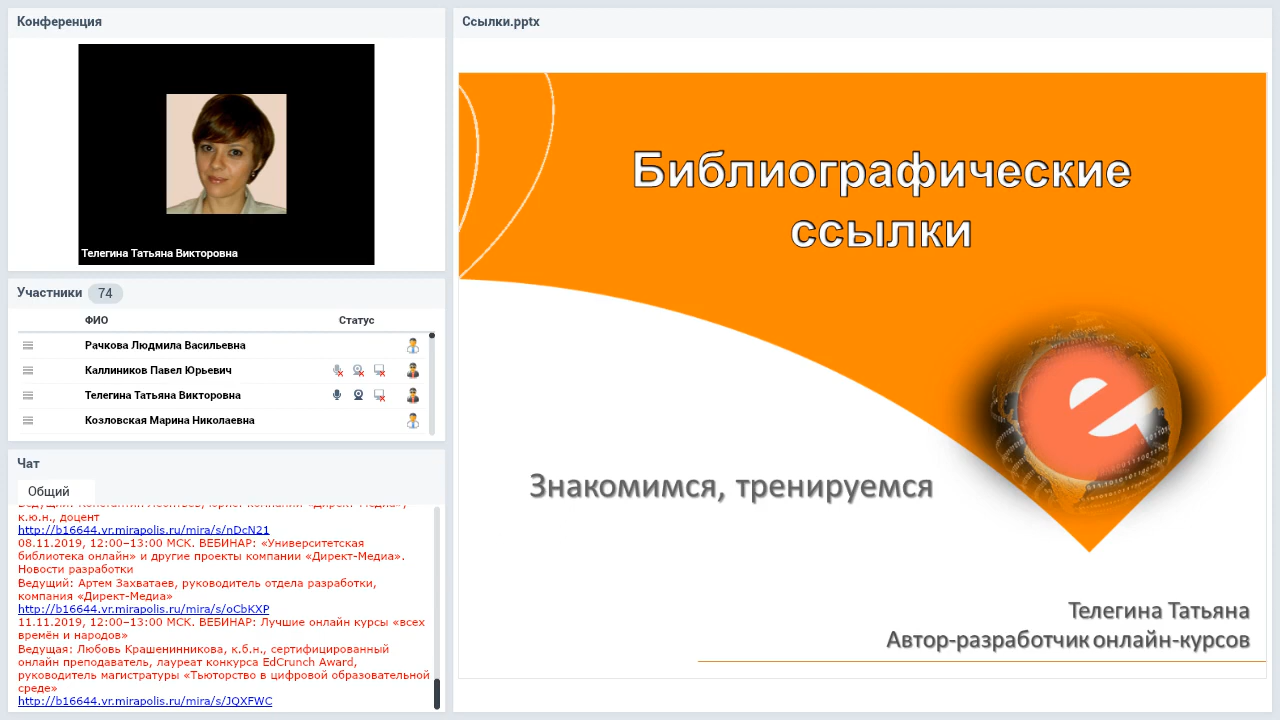 Конференция
Телегина Татьяна Викторовна
Участники 74
ФИО Статус
Рачкова Людмила Васильевна
Каллиников Павел Юрьевич
Телегина Татьяна Викторовна
Козловская Марина Николаевна
Чат
Общий
к.ю.н., доцент
http://b16644.vr.mirapolis.ru/mira/s/nDcN21
08.11.2019, 12:00–13:00 МСК. ВЕБИНАР: «Университетская
библиотека онлайн» и другие проекты компании «Директ-Медиа».
Новости разработки
Ведущий: Артем Захватаев, руководитель отдела разработки,
компания «Директ-Медиа»
http://b16644.vr.mirapolis.ru/mira/s/oCbKXP
11.11.2019, 12:00–13:00 МСК. ВЕБИНАР: Лучшие онлайн курсы «всех
времён и народов»
Ведущая: Любовь Крашенинникова, к.б.н., сертифицированный
онлайн преподаватель, лауреат конкурса EdCrunch Award,
руководитель магистратуры «Тьюторство в цифровой образовательной
среде»
http://b16644.vr.mirapolis.ru/mira/s/JQXFWC
Ссылки.pptx
Библиографические
ссылки
Знакомимся, тренируемся
Телегина Татьяна
Автор-разработчик онлайн-курсов